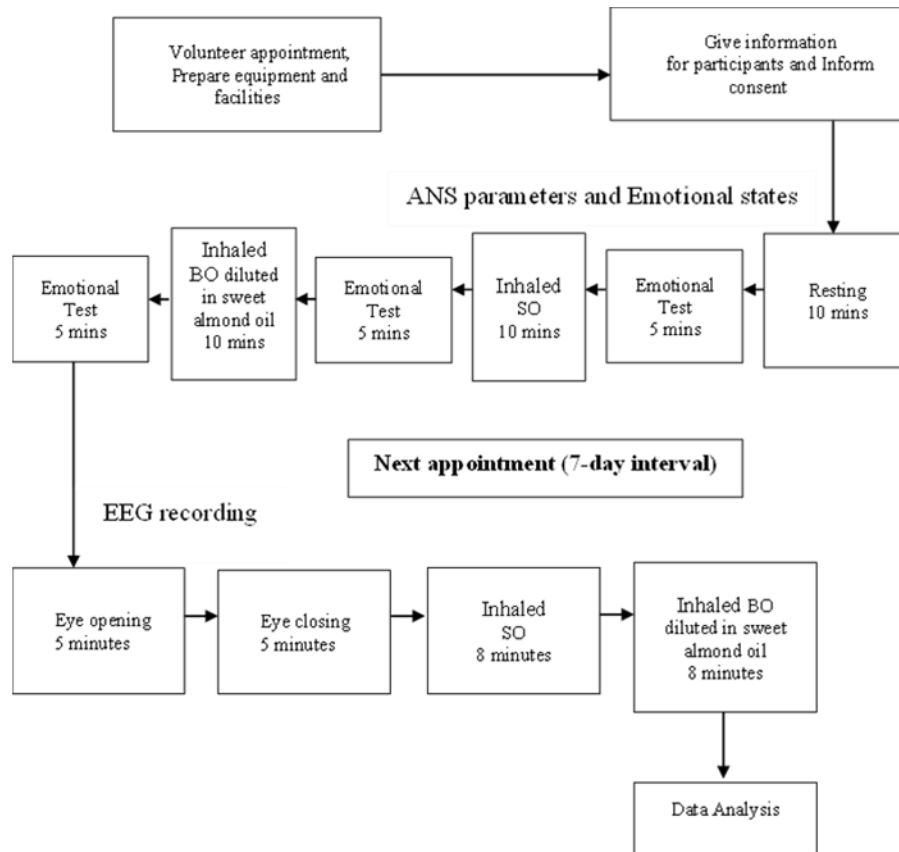 Volunteer appointment,
Prepare equipment and
facilities
Give information
for participants and Inform
consent
ANS parameters and Emotional states
Resting
10 mins
Emotional
Test
5 mins
Inhaled
SO
10 mins
Emotional
Test
5 mins
Inhaled
BO diluted
in sweet
almond oil
10 mins
Emotional
Test
5 mins
Next appointment (7-day interval)
EEG recording
Eye opening
5 minutes
Eye closing
5 minutes
Inhaled
SO
8 minutes
Inhaled BO
diluted in sweet
almond oil
8 minutes
Data Analysis